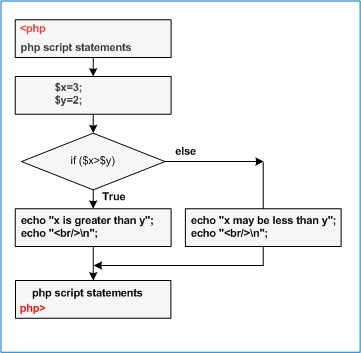 <php
php script statements
$x=3;
$y=2;
if ($x>$y)
else
True
echo "x is greater than y";
echo "<br/>\n";
echo "x may be less than y";
echo "<br/>\n";
php script statements
php>